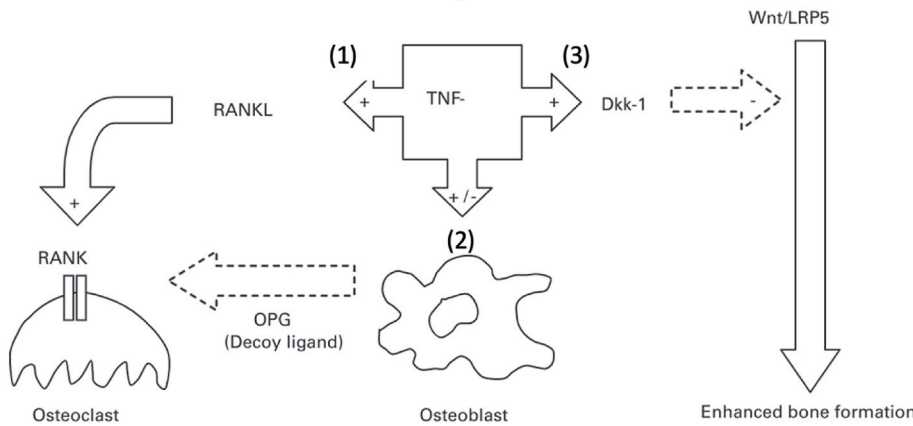 Wnt/LRP5
(1)
(3)
RANKL
+
TNF-
+
Dkk-1
-
+
+ / -
(2)
RANK
OPG
(Decoy ligand)
Osteoclast
Osteoblast
Enhanced bone formation